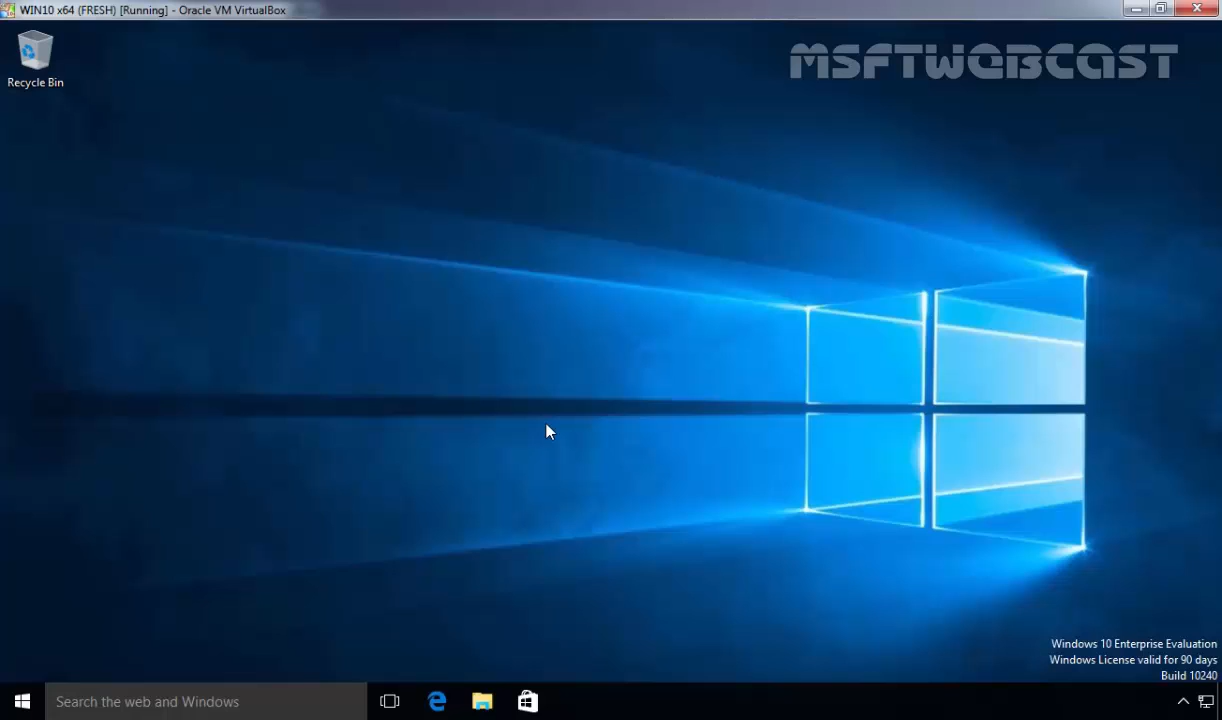 WIN10 x64 (FRESH) [Running] - Oracle VM VirtualBox
MSFTWEBCAST
Recycle Bin
Windows 10 Enterprise Evaluation
Windows License valid for 90 days
Build 10240
Search the web and Windows